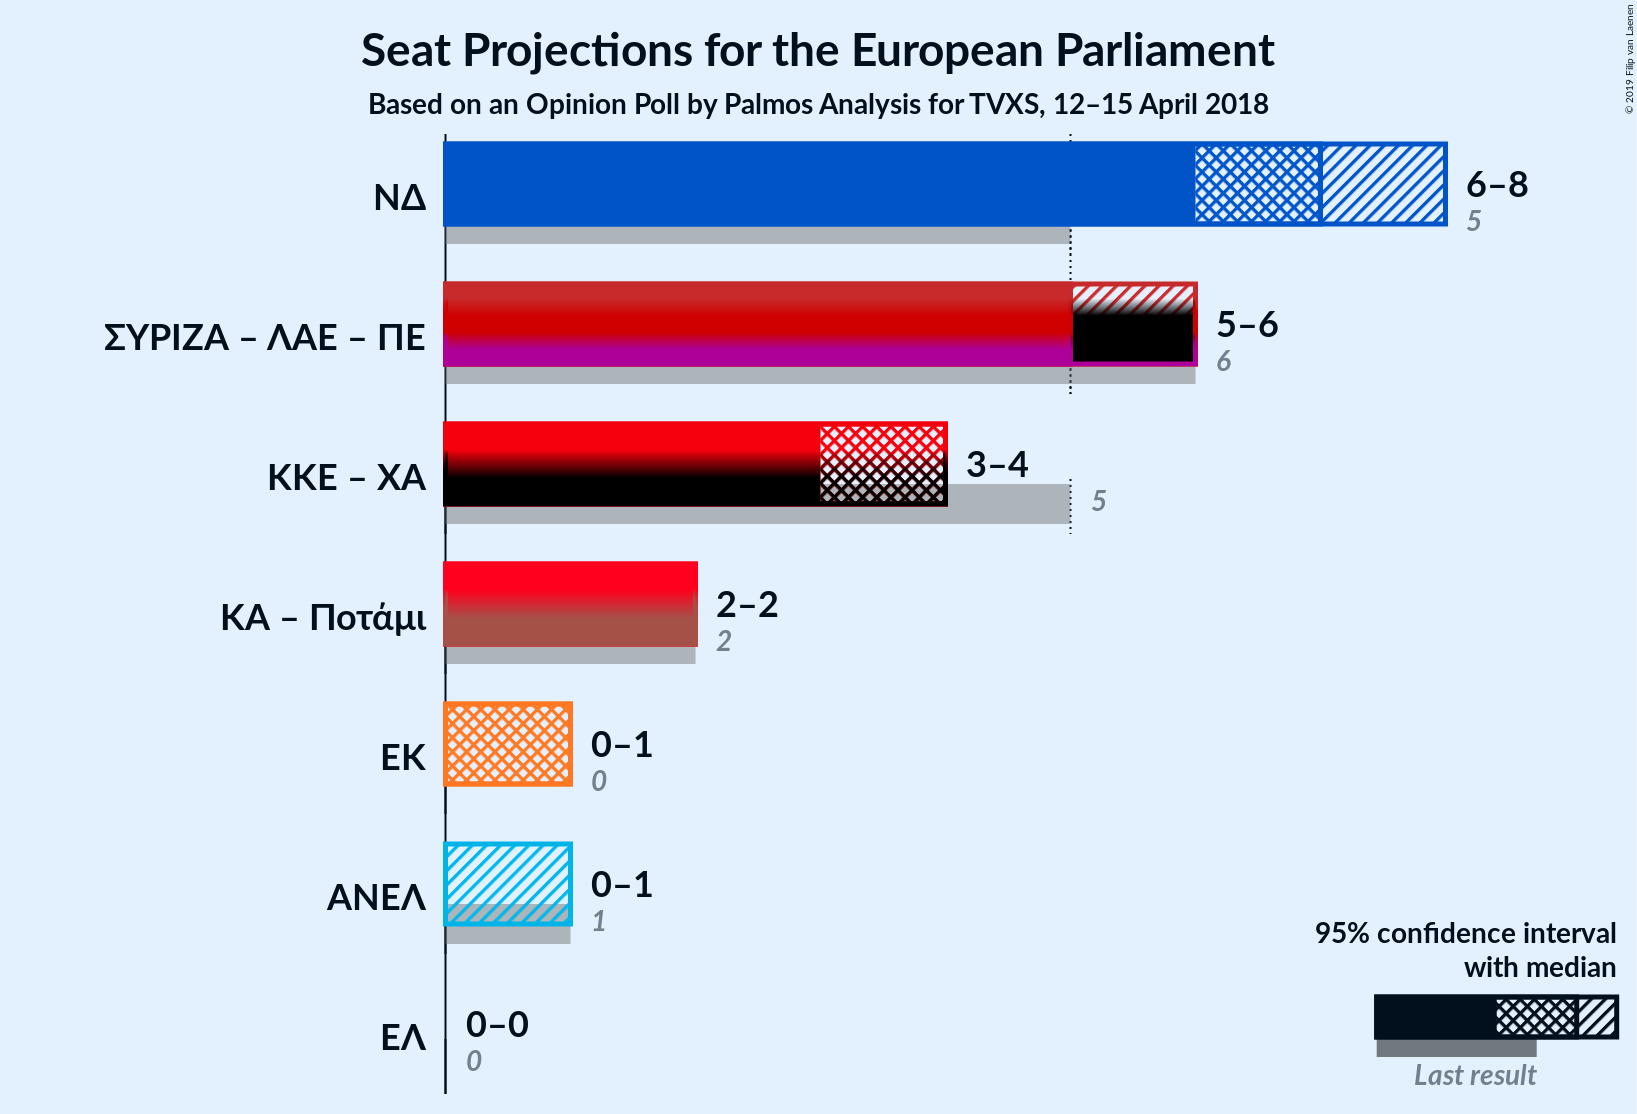 Seat Projections for the European Parliament
Based on an Opinion Poll by Palmos Analysis for TVXS, 12–15 April 2018
© 2019 Filip van Laenen
ΝΔ
6–8
5
ΣΥΡΙΖΑ – ΛΑΕ – ΠΕ
5–6
6
ΚΚΕ – ΧΑ
3–4
5
ΚΑ – Ποτάμι
2–2
2
ΕΚ
0–1
0
ΑΝΕΛ
0–1
1
ΕΛ
0–0
0
95% confidence interval
with median
Last result